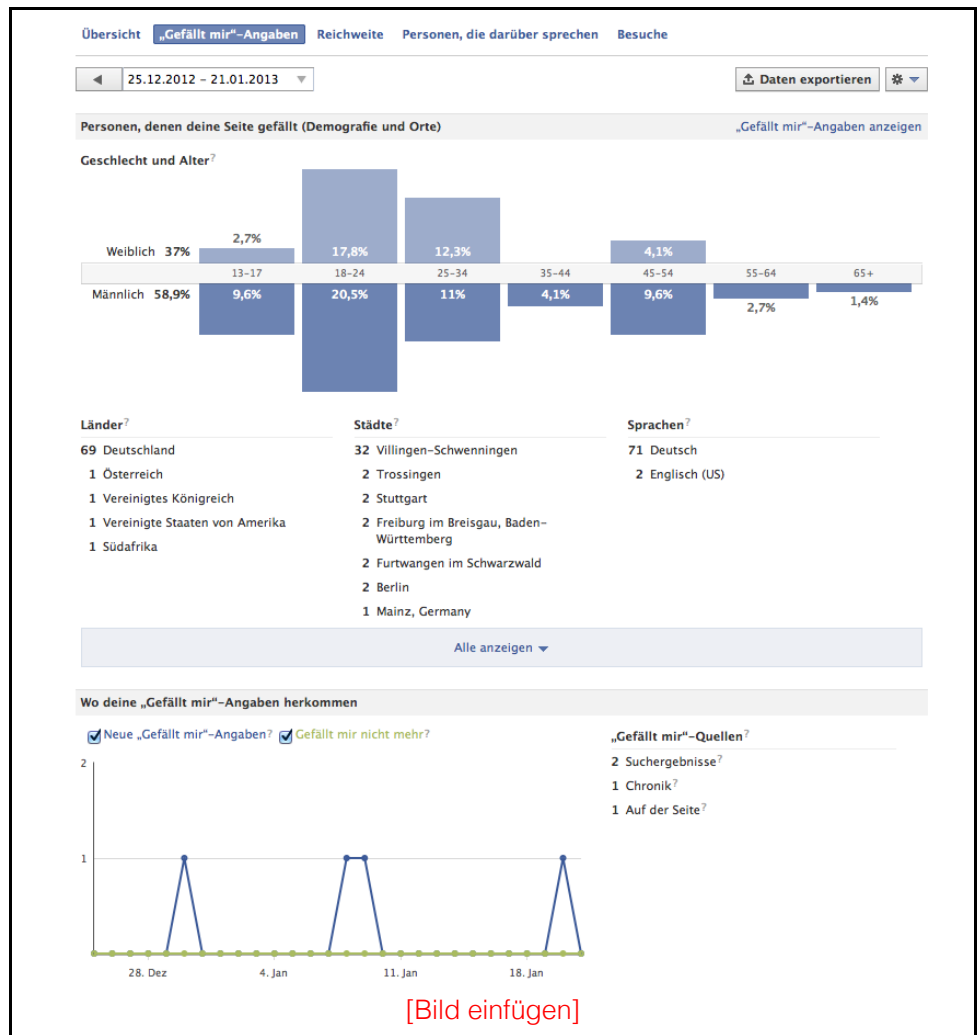 Übersicht „Gefällt mir“-Angaben Reichweite Personen, die darüber sprechen Besuche
25.12.2012 – 21.01.2013 Daten exportieren
Personen, denen deine Seite gefällt (Demografie und Orte) „Gefällt mir“-Angaben anzeigen
Geschlecht und Alter?
Weiblich 37% 2,7% 17,8% 12,3% 4,1%
13-17 18-24 25-34 35-44 45-54 55-64 65+
Männlich 58,9% 9,6% 20,5% 11% 4,1% 9,6% 2,7% 1,4%
Länder?
69 Deutschland
1 Österreich
1 Vereinigtes Königreich
1 Vereinigte Staaten von Amerika
1 Südafrika
Städte?
32 Villingen-Schwenningen
2 Trossingen
2 Stuttgart
2 Freiburg im Breisgau, Baden-
Württemberg
2 Furtwangen im Schwarzwald
2 Berlin
1 Mainz, Germany
Sprachen?
71 Deutsch
2 Englisch (US)
Alle anzeigen
Wo deine „Gefällt mir“-Angaben herkommen
Neue „Gefällt mir“-Angaben? Gefällt mir nicht mehr?
2
1
28. Dez 4. Jan 11. Jan 18. Jan
„Gefällt mir“-Quellen?
2 Suchergebnisse?
1 Chronik?
1 Auf der Seite?
[Bild einfügen]